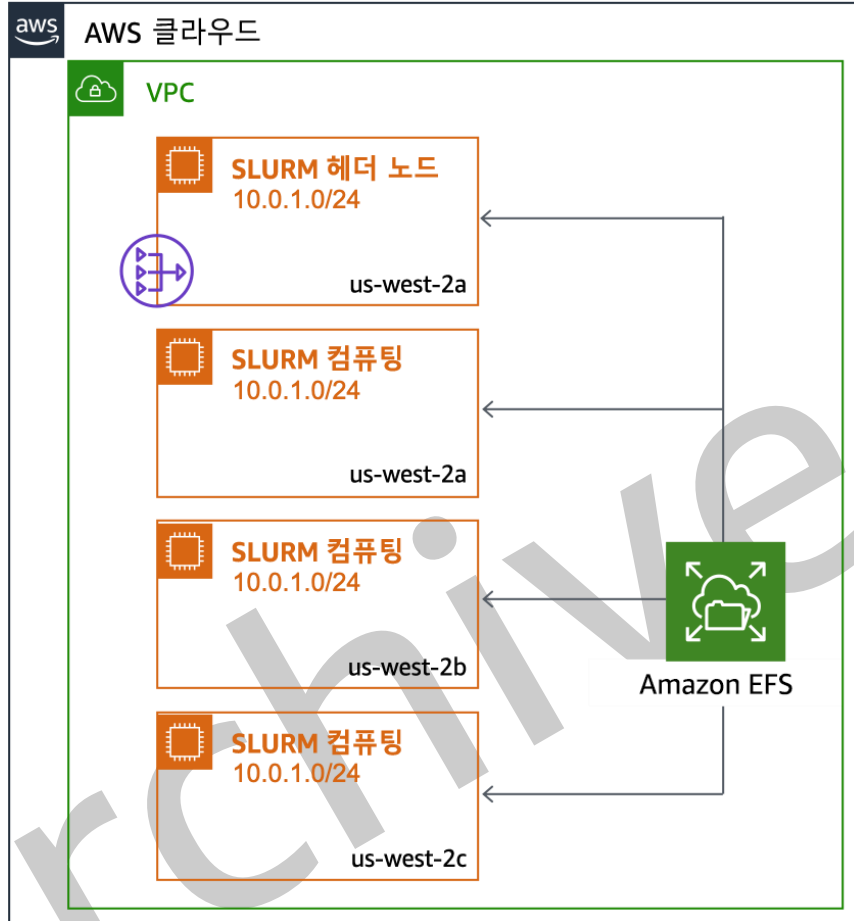 aws
AWS 클라우드
VPC
SLURM 헤더 노드
10.0.1.0/24
us-west-2a
SLURM 컴퓨팅
10.0.1.0/24
us-west-2a
SLURM 컴퓨팅
10.0.1.0/24
us-west-2b
SLURM 컴퓨팅
10.0.1.0/24
us-west-2c
Amazon EFS
rchive